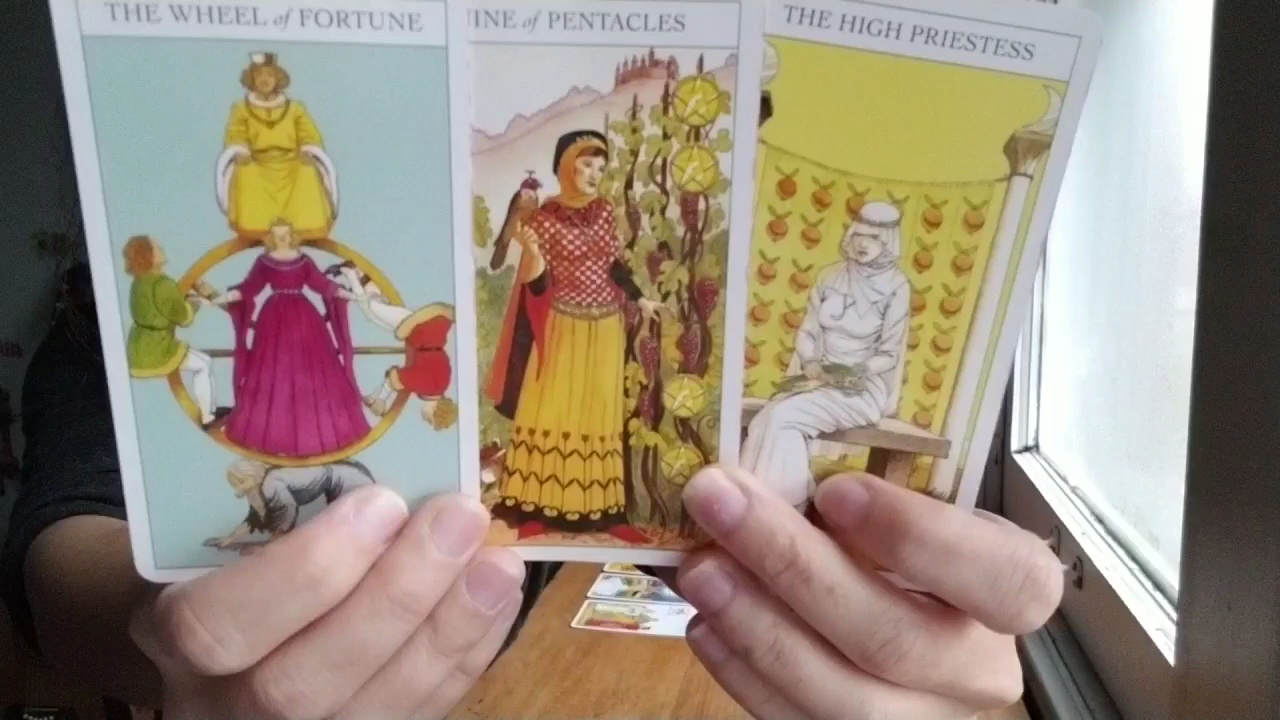 THE WHEEL of FORTUNE
INE of PENTACLES
THE HIGH PRIESTESS